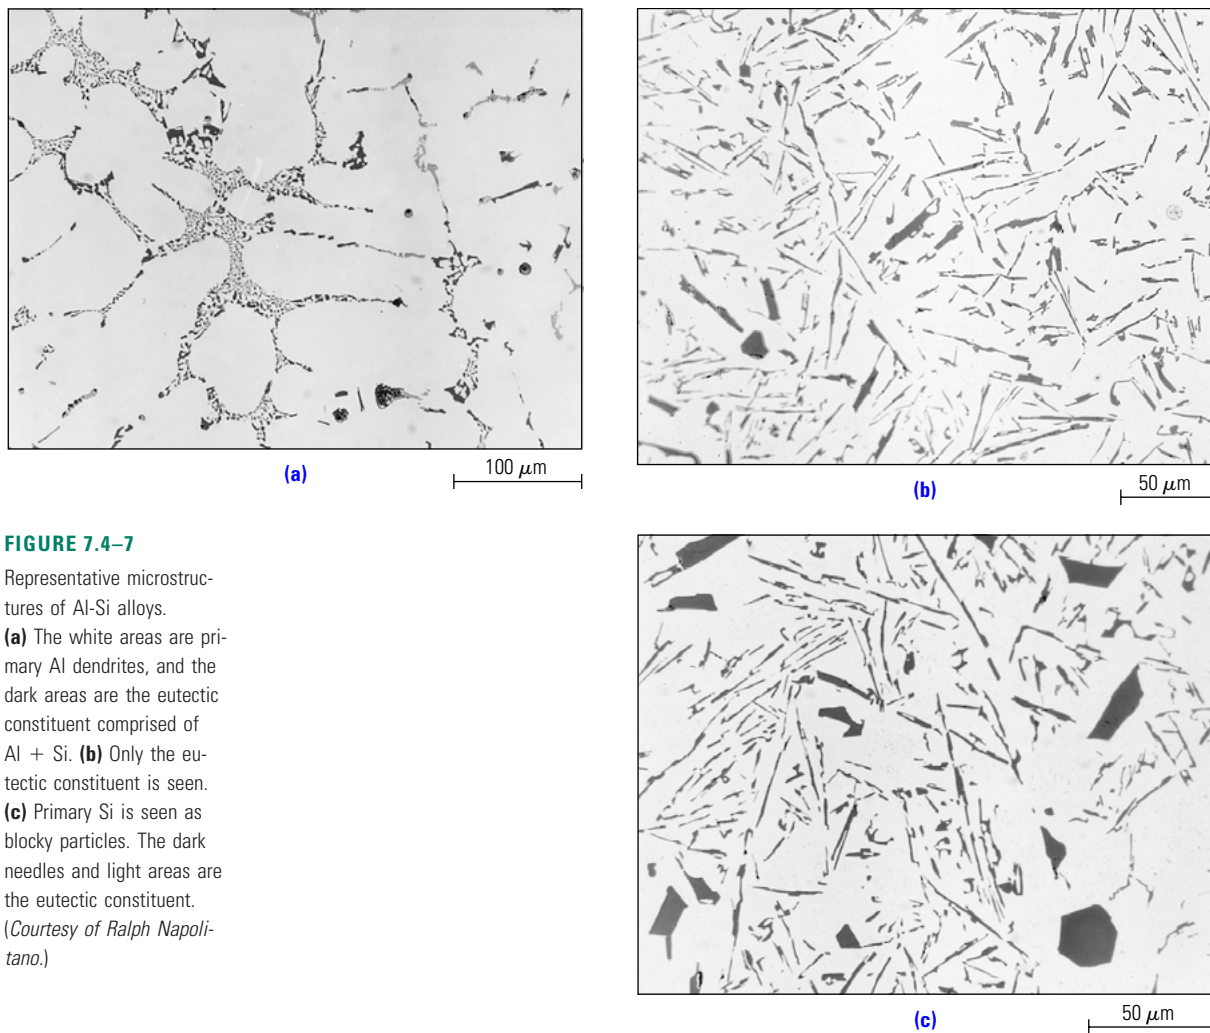 (a)
100 μm
(b)
50 μm
FIGURE 7.4–7
Representative microstruc-
tures of Al-Si alloys.
(a) The white areas are pri-
mary Al dendrites, and the
dark areas are the eutectic
constituent comprised of
Al + Si. (b) Only the eu-
tectic constituent is seen.
(c) Primary Si is seen as
blocky particles. The dark
needles and light areas are
the eutectic constituent.
(Courtesy of Ralph Napoli-
tano.)
(c)
50 μm